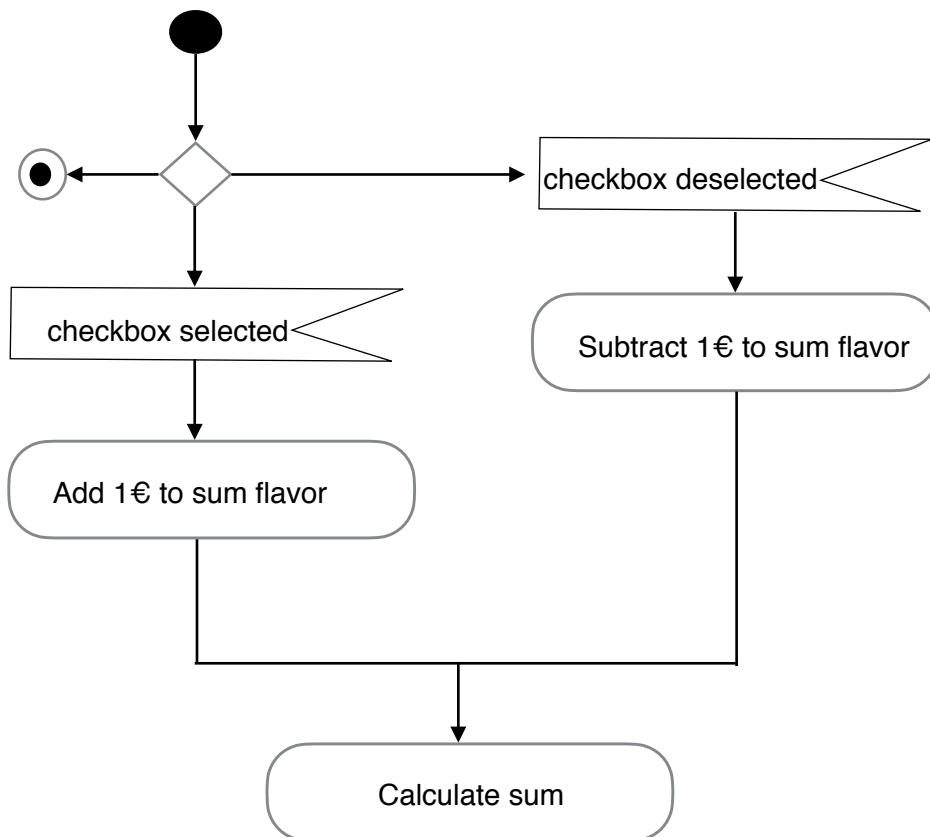 checkbox deselected
checkbox selected
Subtract 1€ to sum flavor
Add 1€ to sum flavor
Calculate sum